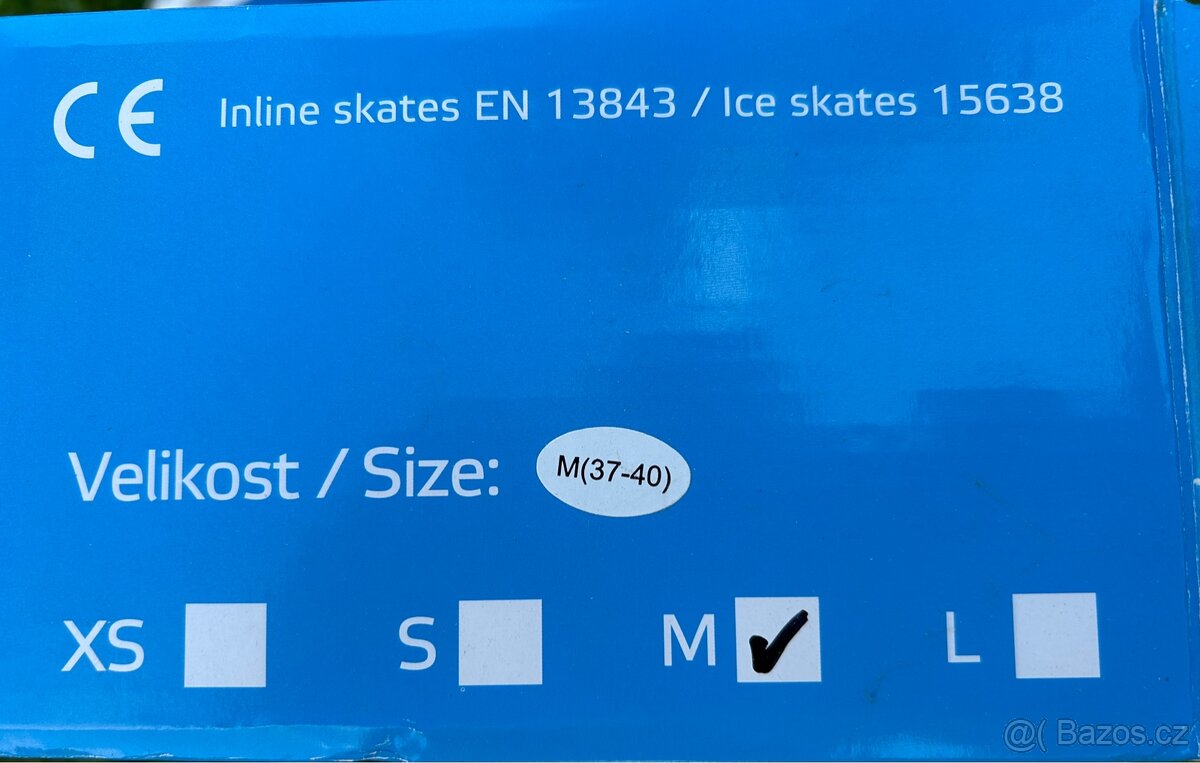 CE Inline skates EN 13843 / Ice skates 15638
Velikost / Size: M(37-40)
XS S M ✓ L
@( Bazos.cz